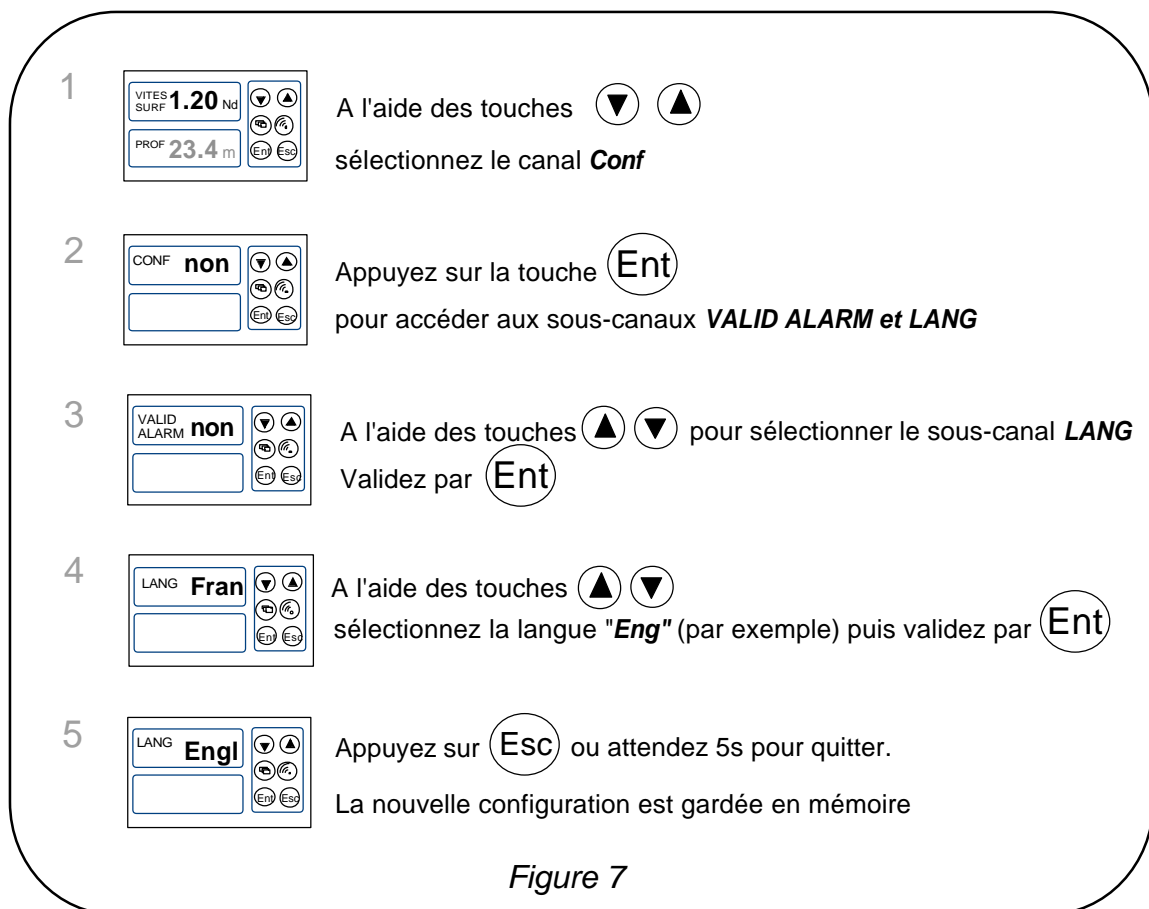 1
VITES
SURF 1.20 Nd
PROF 23.4 m
Ent Esc
A l'aide des touches
sélectionnez le canal Conf
2
CONF non
Ent Esc
Appuyez sur la touche Ent
pour accéder aux sous-canaux VALID ALARM et LANG
3
VALID
ALARM non
Ent Esc
A l'aide des touches pour sélectionner le sous-canal LANG
Validez par Ent
4
LANG Fran
Ent Esc
A l'aide des touches
sélectionnez la langue "Eng" (par exemple) puis validez par Ent
5
LANG Engl
Ent Esc
Appuyez sur Esc ou attendez 5s pour quitter.
La nouvelle configuration est gardée en mémoire
Figure 7